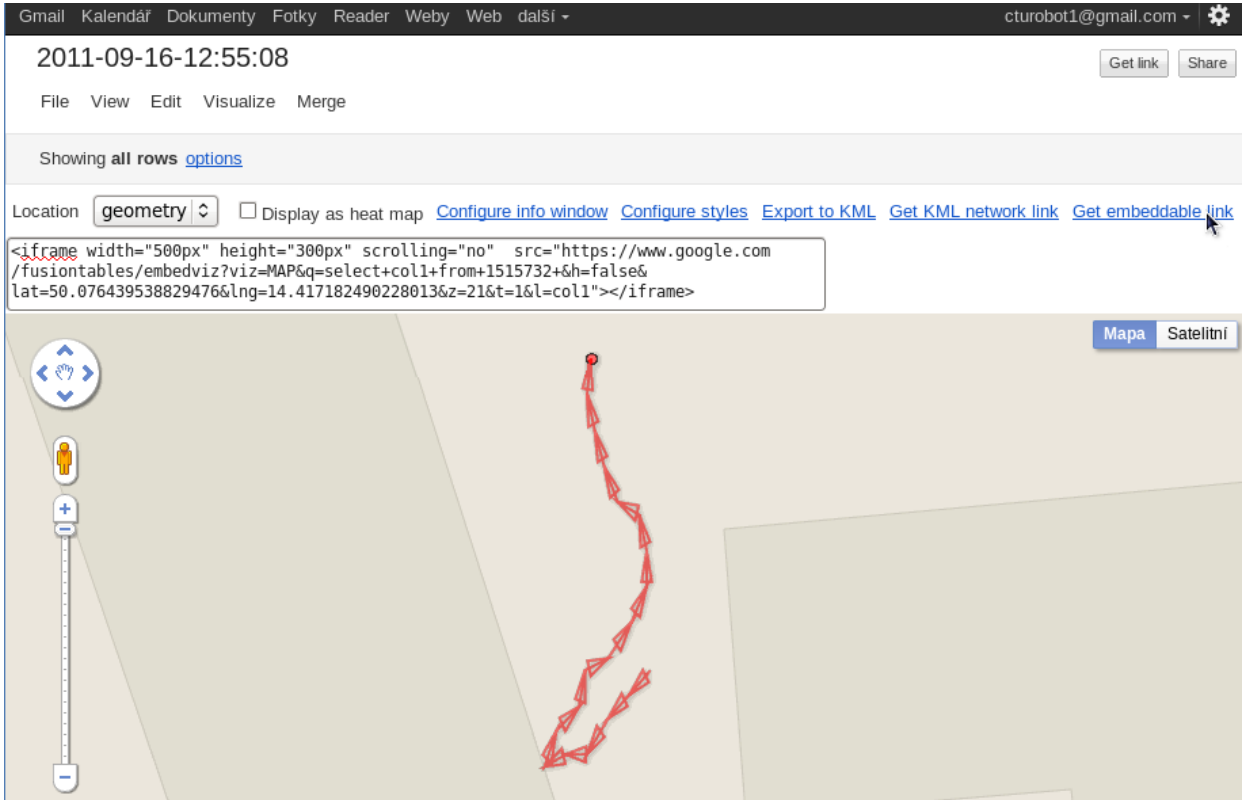 Gmail Kalendář Dokumenty Fotky Reader Weby Web další cturobot1@gmail.com
2011-09-16-12:55:08
Get link Share
File View Edit Visualize Merge
Showing all rows options
Location geometry Display as heat map Configure info window Configure styles Export to KML Get KML network link Get embeddable link
<iframe width="500px" height="300px" scrolling="no" src="https://www.google.com
/fusiontables/embedviz?viz=MAP&q=select+col1+from+1515732+&h=false&
lat=50.076439538829476&lng=14.417182490228013&z=21&t=1&l=col1"></iframe>
Mapa Satelitní